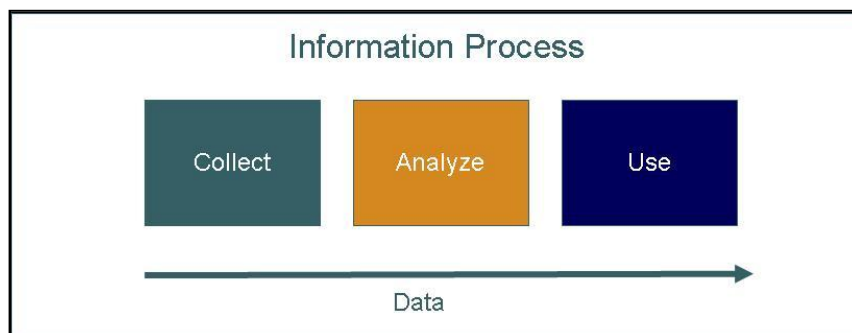 Information Process
Collect
Analyze
Use
Data